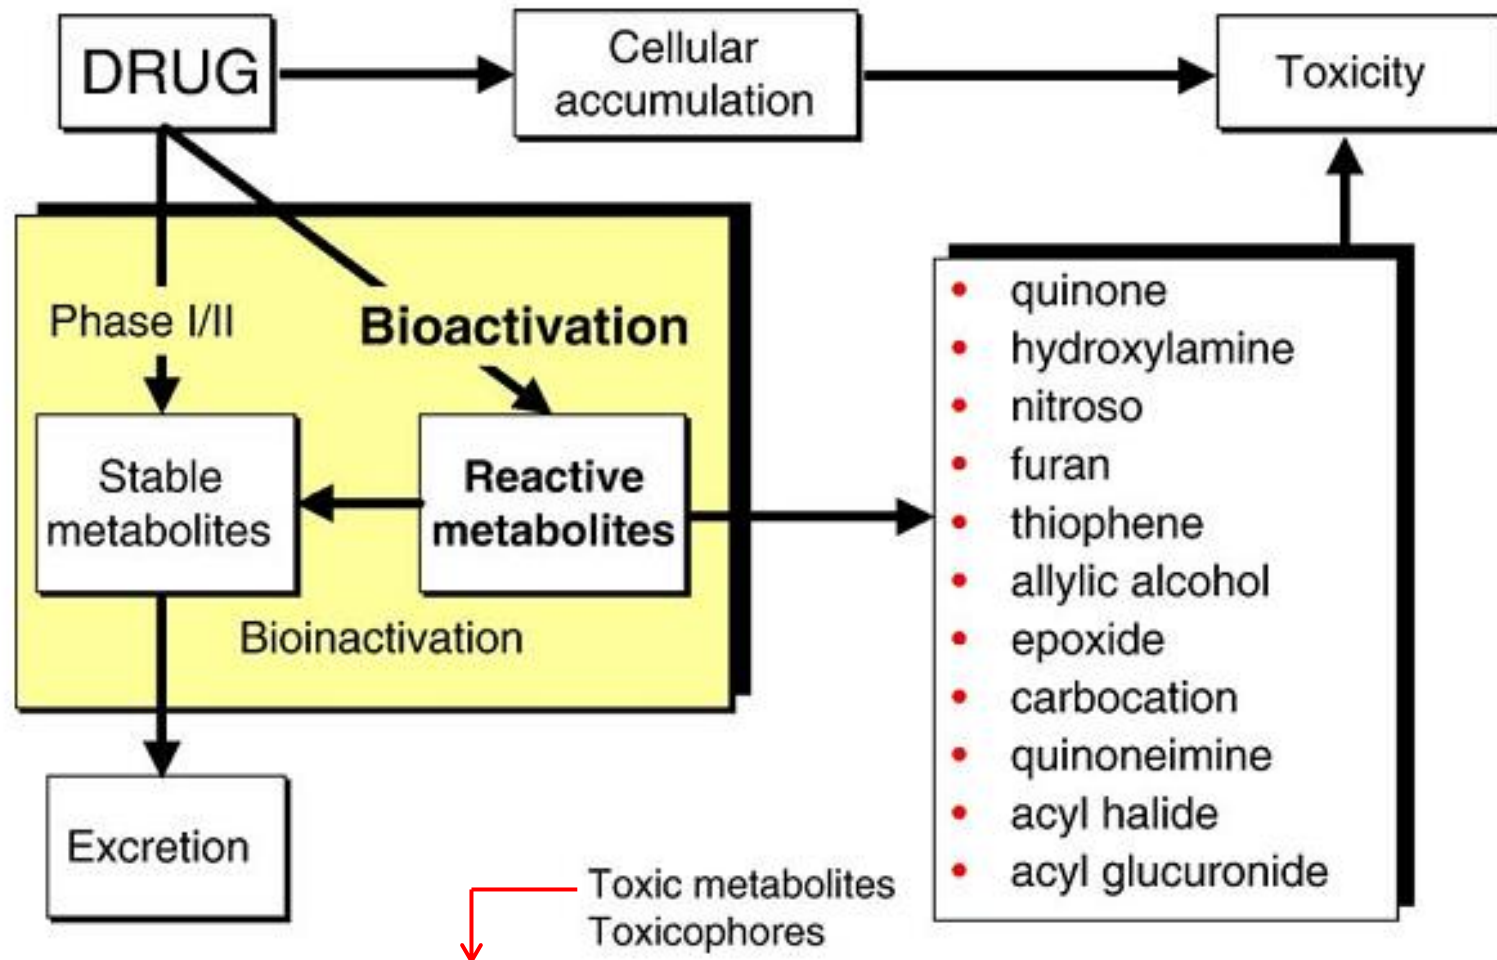 DRUG
Cellular
accumulation
Toxicity
Phase I/II
Bioactivation
Stable
metabolites
Reactive
metabolites
Bioinactivation
Excretion
• quinone
• hydroxylamine
• nitroso
• furan
• thiophene
• allylic alcohol
• epoxide
• carbocation
• quinoneimine
• acyl halide
• acyl glucuronide
Toxic metabolites
Toxicophores